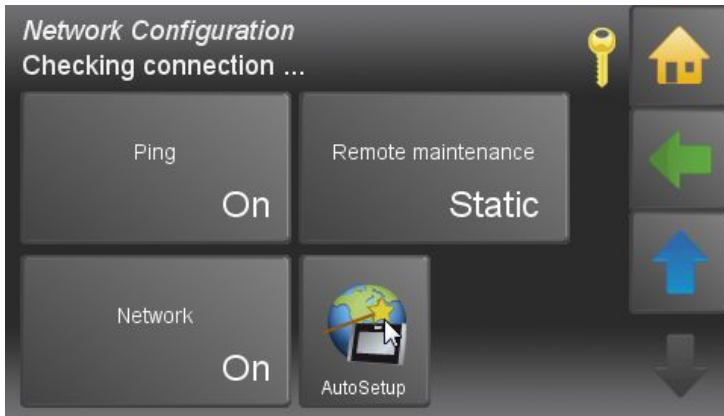 Network Configuration
Checking connection ...
Ping
On
Remote maintenance
Static
Network
On
AutoSetup